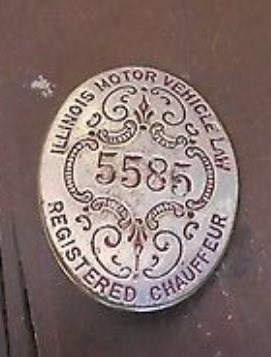 ILLINOIS MOTOR VEHICLE LAW
5585
REGISTERED CHAUFFEUR